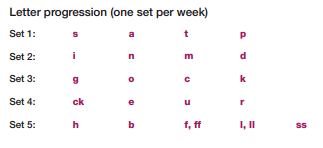 Letter progression (one set per week)
Set 1: s a t p
Set 2: i n m d
Set 3: g o c k
Set 4: ck e u r
Set 5: h b f, ff l, ll ss